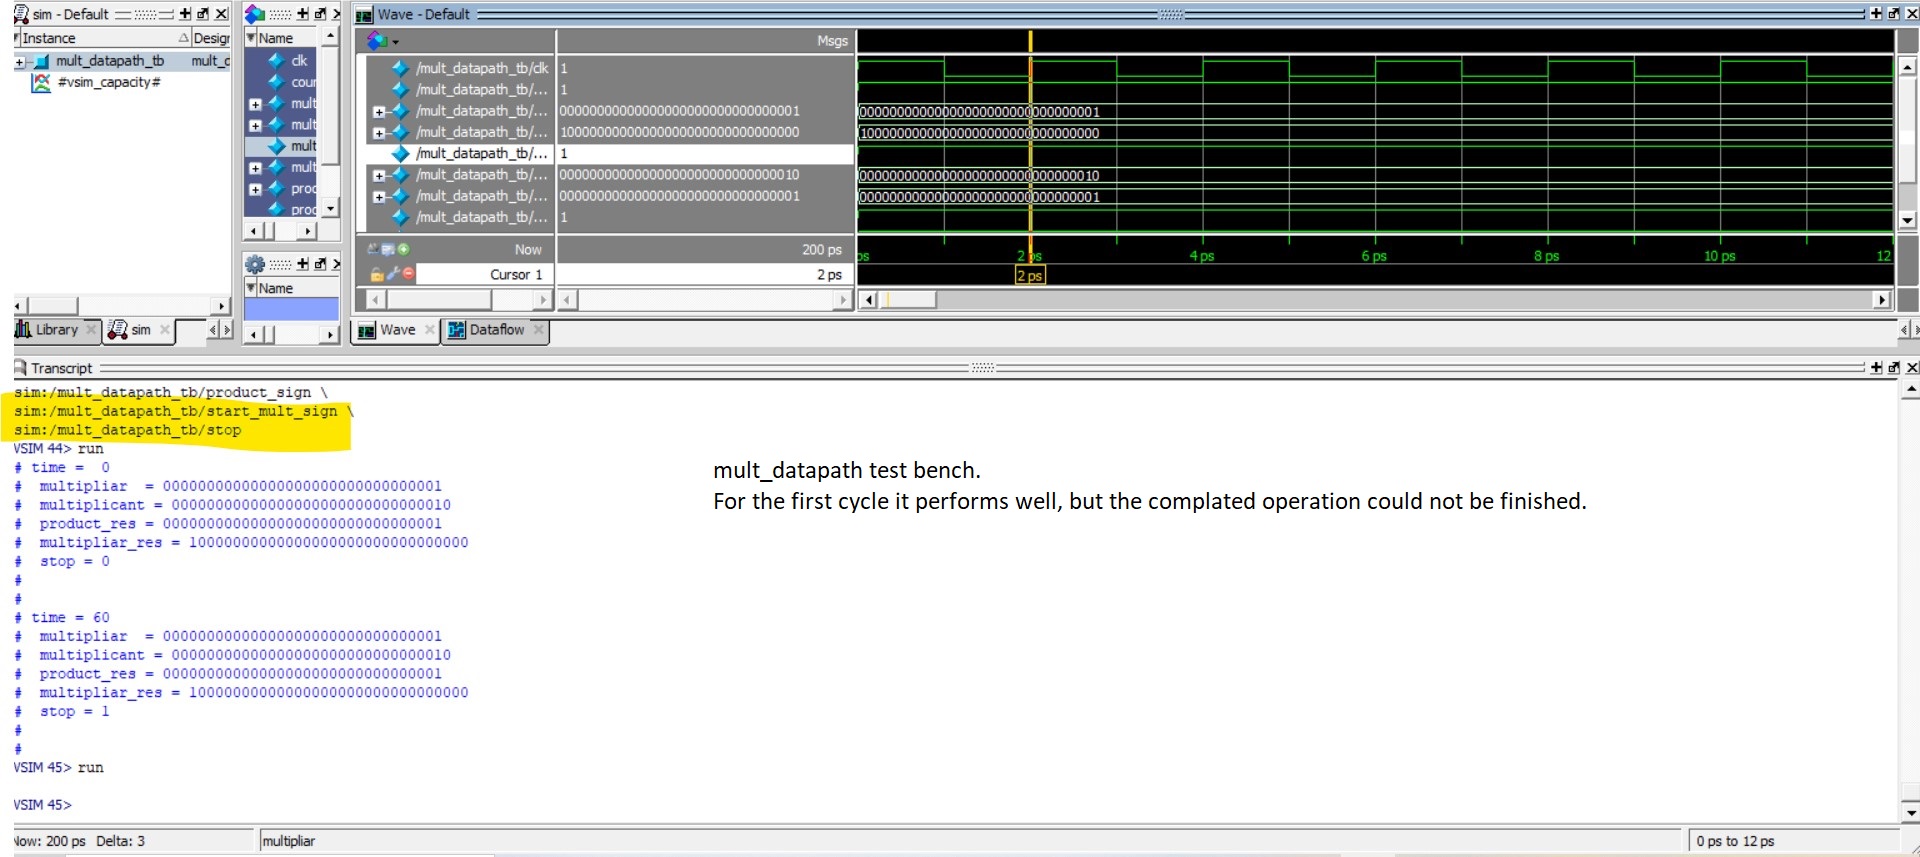 sim - Default
Instance
Design
mult_datapath_tb
mult_d
#vsim_capacity#
Library
sim
Name
clk
cour
mult
mult
mult
mult
proc
proc
Name
Wave - Default
Msgs
/mult_datapath_tb/clk 1
/mult_datapath_tb/... 1
/mult_datapath_tb/... 00000000000000000000000000000001 00000000000000000000000000000001
/mult_datapath_tb/... 10000000000000000000000000000000 10000000000000000000000000000000
/mult_datapath_tb/... 1
/mult_datapath_tb/... 00000000000000000000000000000010 00000000000000000000000000000010
/mult_datapath_tb/... 00000000000000000000000000000001 00000000000000000000000000000001
/mult_datapath_tb/... 1
Now 200 ps
ps 2 ps 4 ps 6 ps 8 ps 10 ps 12
Cursor 1 2 ps
2 ps
Wave
Dataflow
Transcript
sim:/mult_datapath_tb/product_sign \
sim:/mult_datapath_tb/start_mult_sign \
sim:/mult_datapath_tb/stop
VSIM 44> run
# time =  0
#  multipliar  = 00000000000000000000000000000001
#  multiplicant = 00000000000000000000000000000010
#  product_res = 00000000000000000000000000000001
#  multipliar_res = 10000000000000000000000000000000
#  stop = 0
#
#
# time = 60
#  multipliar  = 00000000000000000000000000000001
#  multiplicant = 00000000000000000000000000000010
#  product_res = 00000000000000000000000000000001
#  multipliar_res = 10000000000000000000000000000000
#  stop = 1
#
#
VSIM 45> run
VSIM 45>
mult_datapath test bench.
For the first cycle it performs well, but the complated operation could not be finished.
Now: 200 ps  Delta: 3
multipliar
0 ps to 12 ps